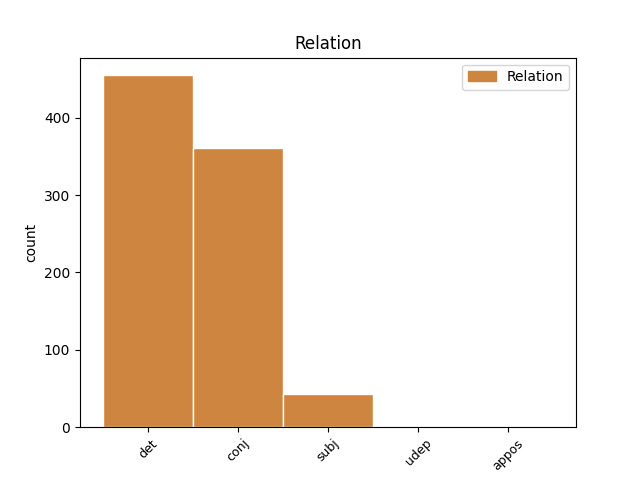 Relation
Relation
count
400
300
200
100
0
det
conj
subj
udep
appos